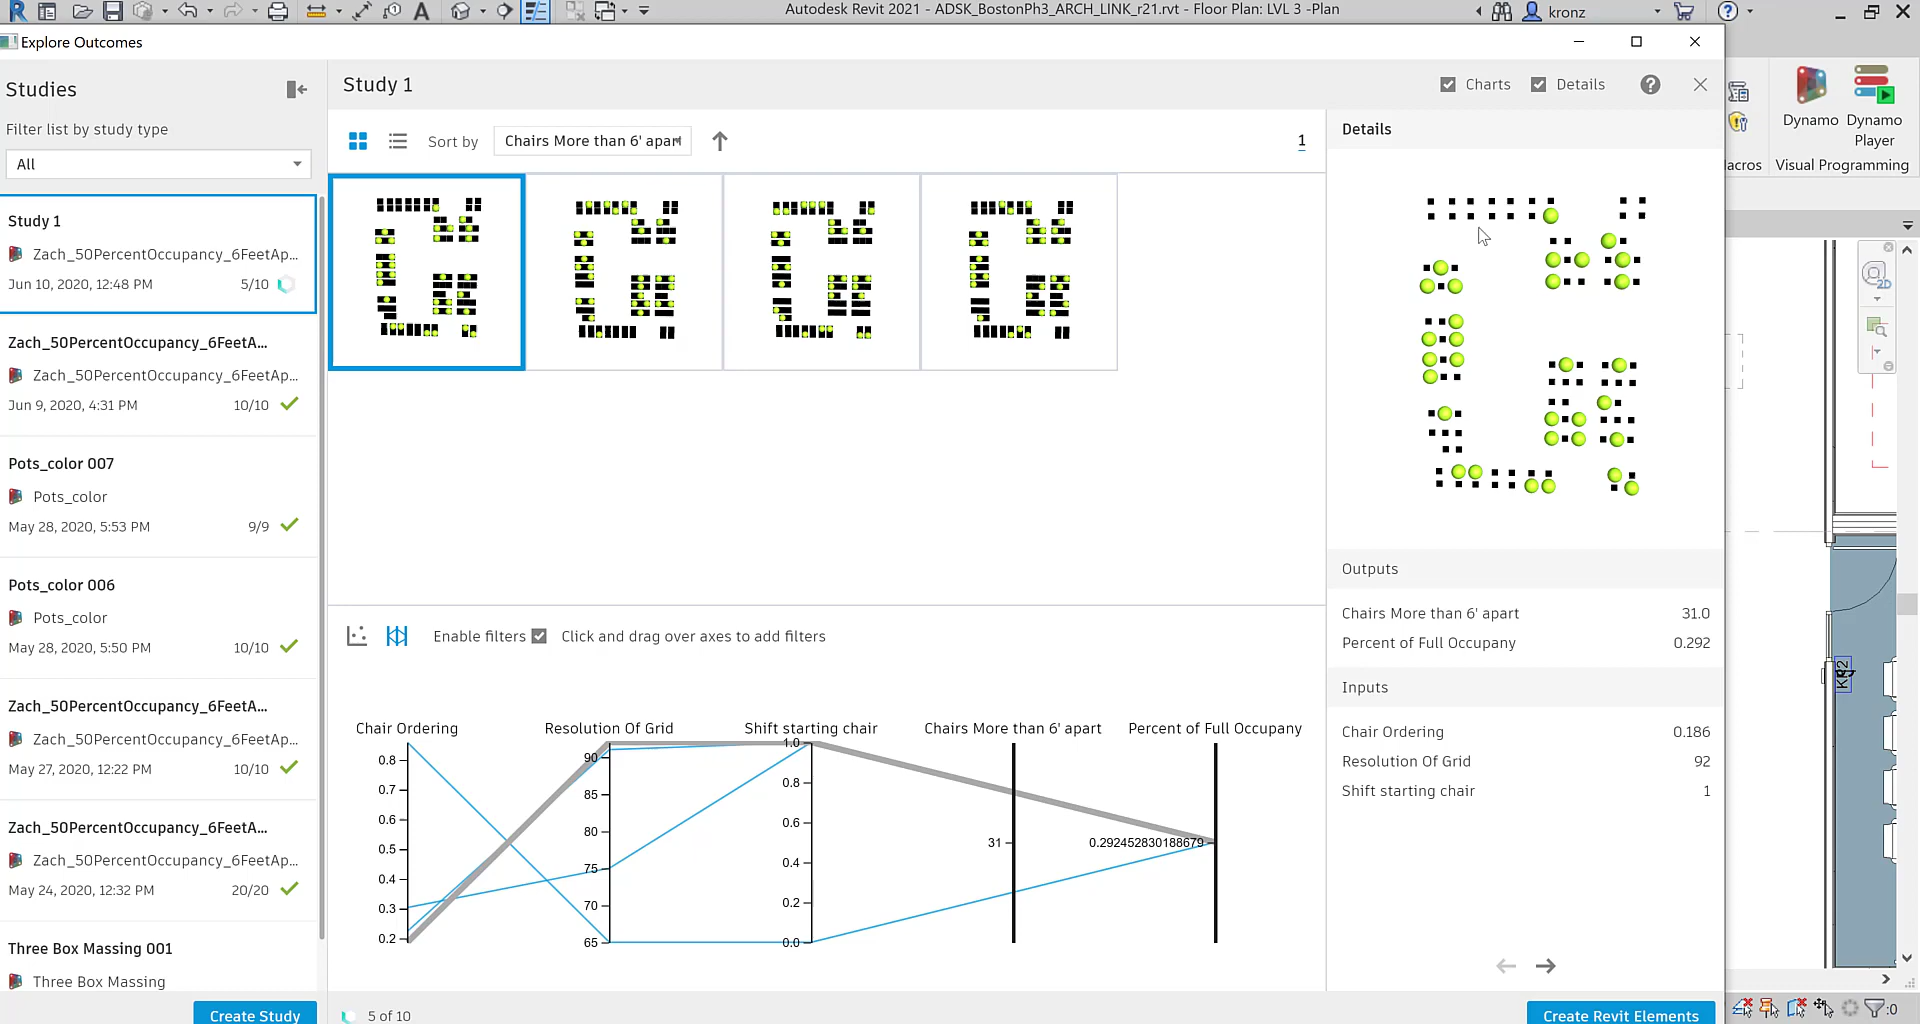 Autodesk Revit 2021 - ADSK_BostonPh3_ARCH_LINK_r21.rvt - Floor Plan: LVL 3 -Plan
kronz
Explore Outcomes
Studies
Filter list by study type
All
Study 1
Zach_50PercentOccupancy_6FeetAp...
Jun 10, 2020, 12:48 PM 5/10
Zach_50PercentOccupancy_6FeetA...
Zach_50PercentOccupancy_6FeetAp...
Jun 9, 2020, 4:31 PM 10/10
Pots_color 007
Pots_color
May 28, 2020, 5:53 PM 9/9
Pots_color 006
Pots_color
May 28, 2020, 5:50 PM 10/10
Zach_50PercentOccupancy_6FeetA...
Zach_50PercentOccupancy_6FeetAp...
May 27, 2020, 12:22 PM 10/10
Zach_50PercentOccupancy_6FeetA...
Zach_50PercentOccupancy_6FeetAp...
May 24, 2020, 12:32 PM 20/20
Three Box Massing 001
Three Box Massing
Create Study
Study 1
Charts Details
Sort by Chairs More than 6' apart
1
Enable filters Click and drag over axes to add filters
Chair Ordering Resolution Of Grid Shift starting chair Chairs More than 6' apart Percent of Full Occupany
0.8
0.7
0.6
0.5
0.4
0.3
0.2
90
85
80
75
70
65
1.0
0.8
0.6
0.4
0.2
0.0
31
0.292452830188679
5 of 10
Details
Outputs
Chairs More than 6' apart 31.0
Percent of Full Occupany 0.292
Inputs
Chair Ordering 0.186
Resolution Of Grid 92
Shift starting chair 1
Create Revit Elements
Dynamo Dynamo
Player
acros Visual Programming
2D
:0